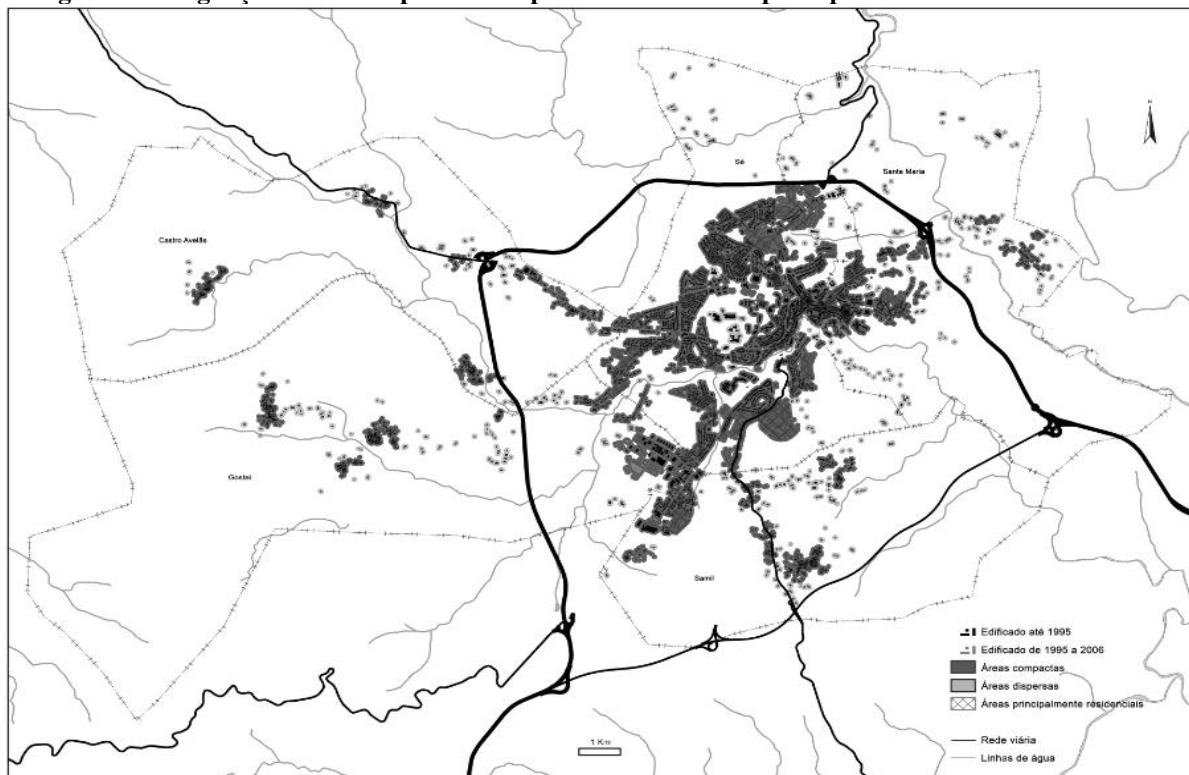 N
Sé
Santa Maria
Castro Avelãs
Gostei
Samil
Edificado até 1995
Edificado de 1995 a 2006
Áreas compactas
Áreas dispersas
Áreas principalmente residenciais
1 Km
Rede viária
Linhas de água